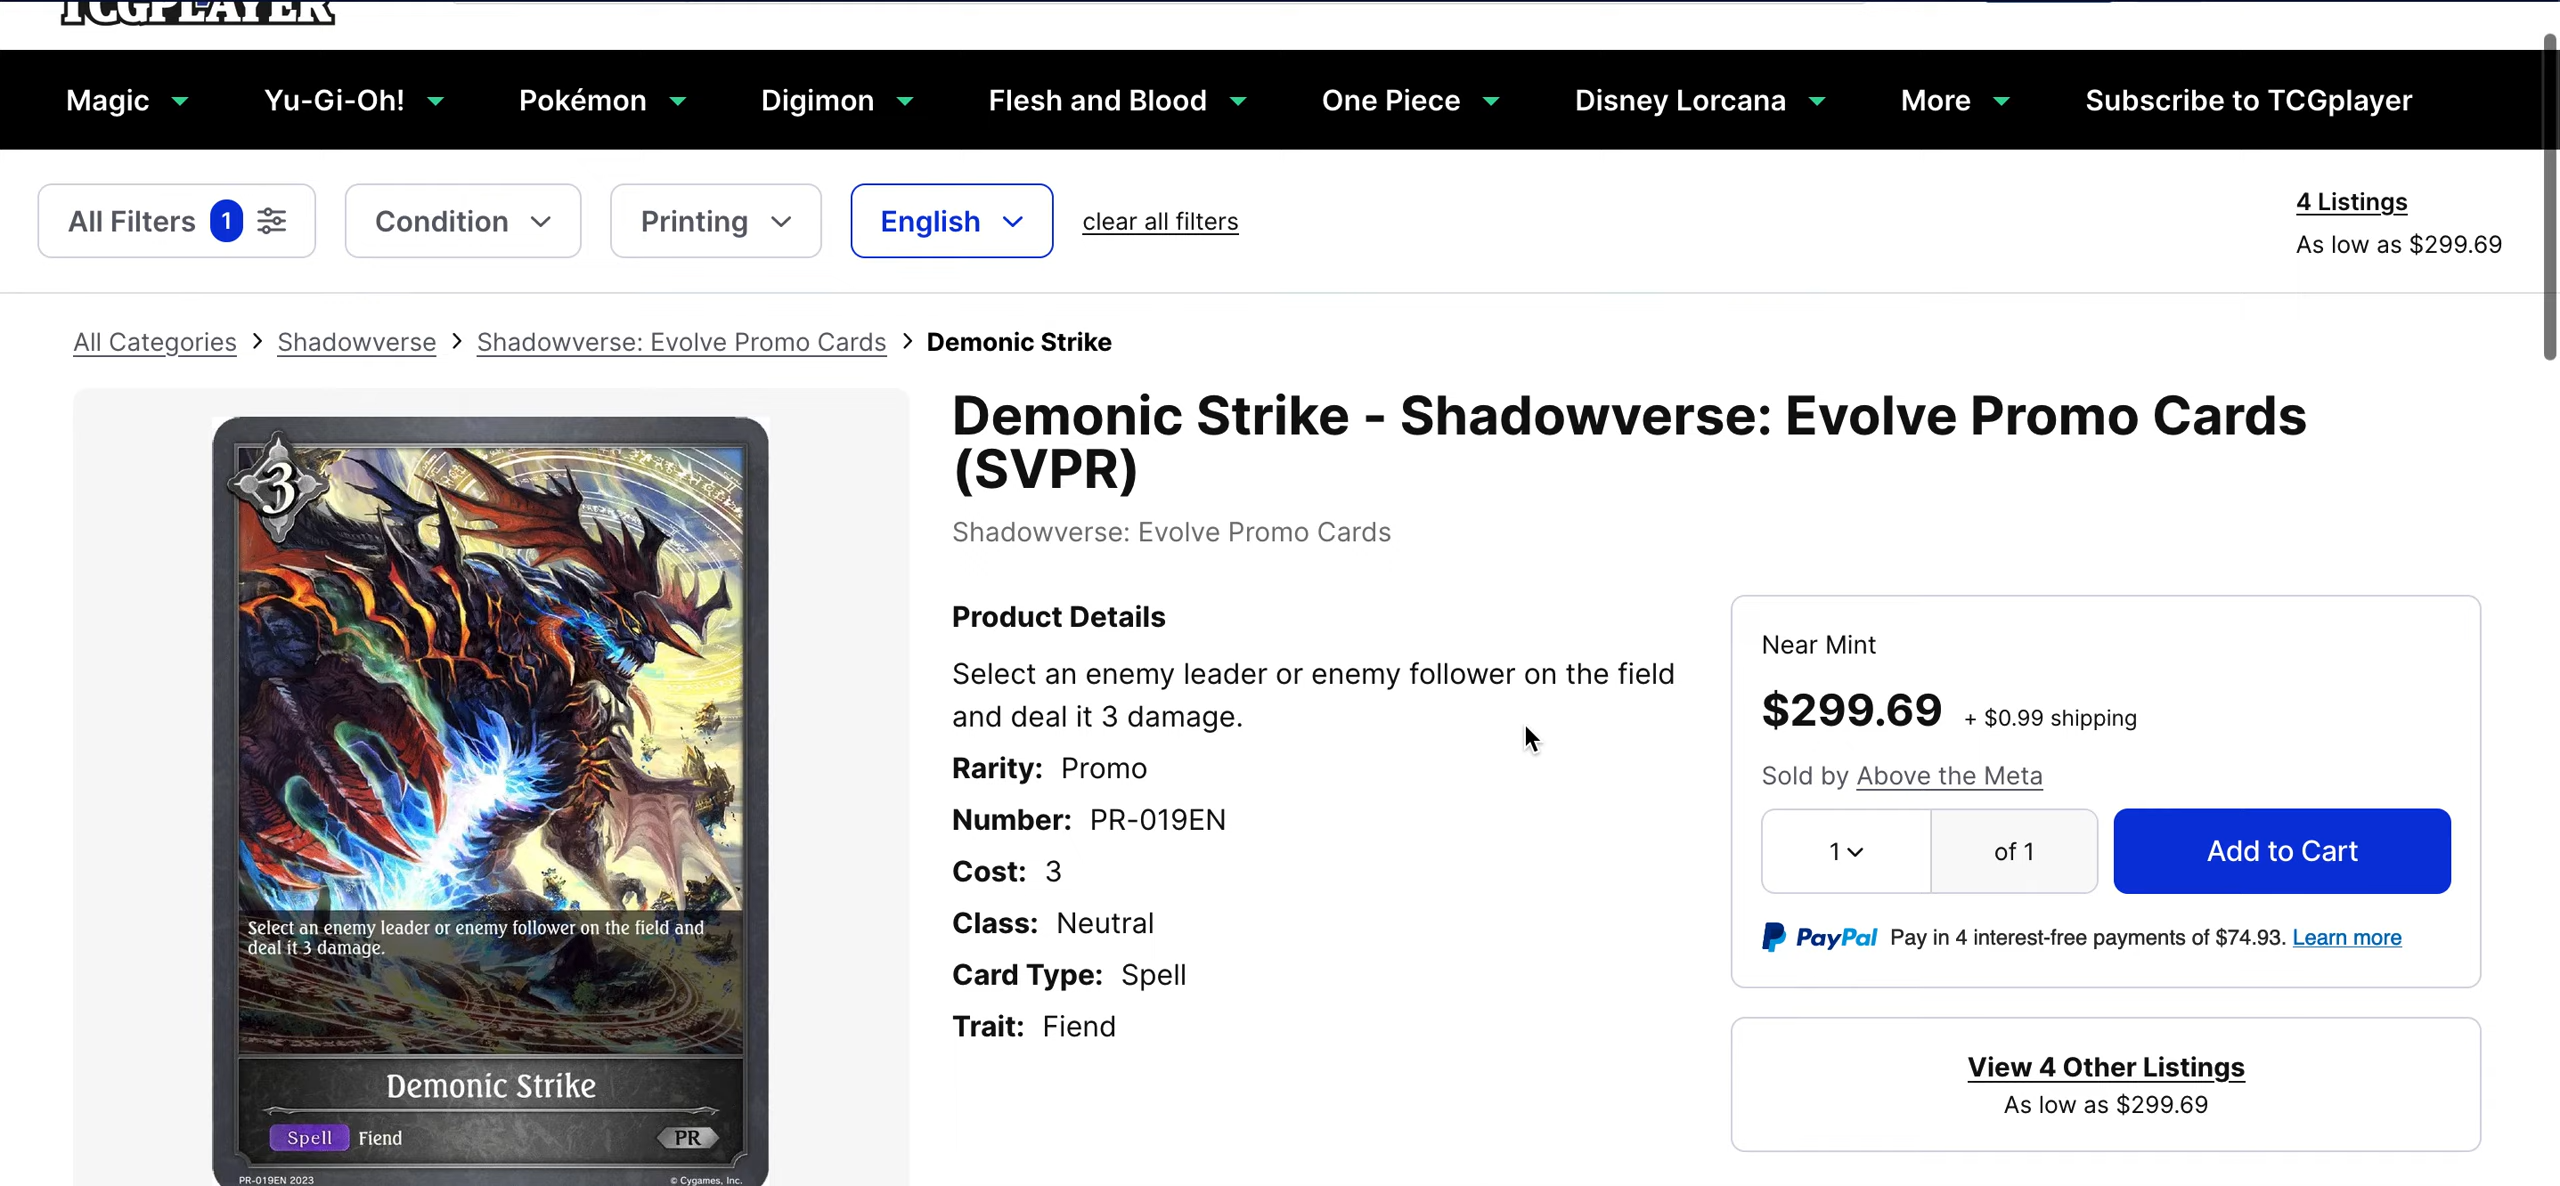 TCGPLAYER
Magic Yu-Gi-Oh! Pokémon Digimon Flesh and Blood One Piece Disney Lorcana More Subscribe to TCGplayer
All Filters 1 Condition Printing English clear all filters
4 Listings
As low as $299.69
All Categories > Shadowverse > Shadowverse: Evolve Promo Cards > Demonic Strike
3
Select an enemy leader or enemy follower on the field and
deal it 3 damage.
Demonic Strike
Spell Fiend PR
PR-019EN 2023 © Cygames, Inc.
Demonic Strike - Shadowverse: Evolve Promo Cards
(SVPR)
Shadowverse: Evolve Promo Cards
Product Details
Select an enemy leader or enemy follower on the field
and deal it 3 damage.
Rarity: Promo
Number: PR-019EN
Cost: 3
Class: Neutral
Card Type: Spell
Trait: Fiend
Near Mint
$299.69 + $0.99 shipping
Sold by Above the Meta
1 of 1 Add to Cart
PayPal Pay in 4 interest-free payments of $74.93. Learn more
View 4 Other Listings
As low as $299.69